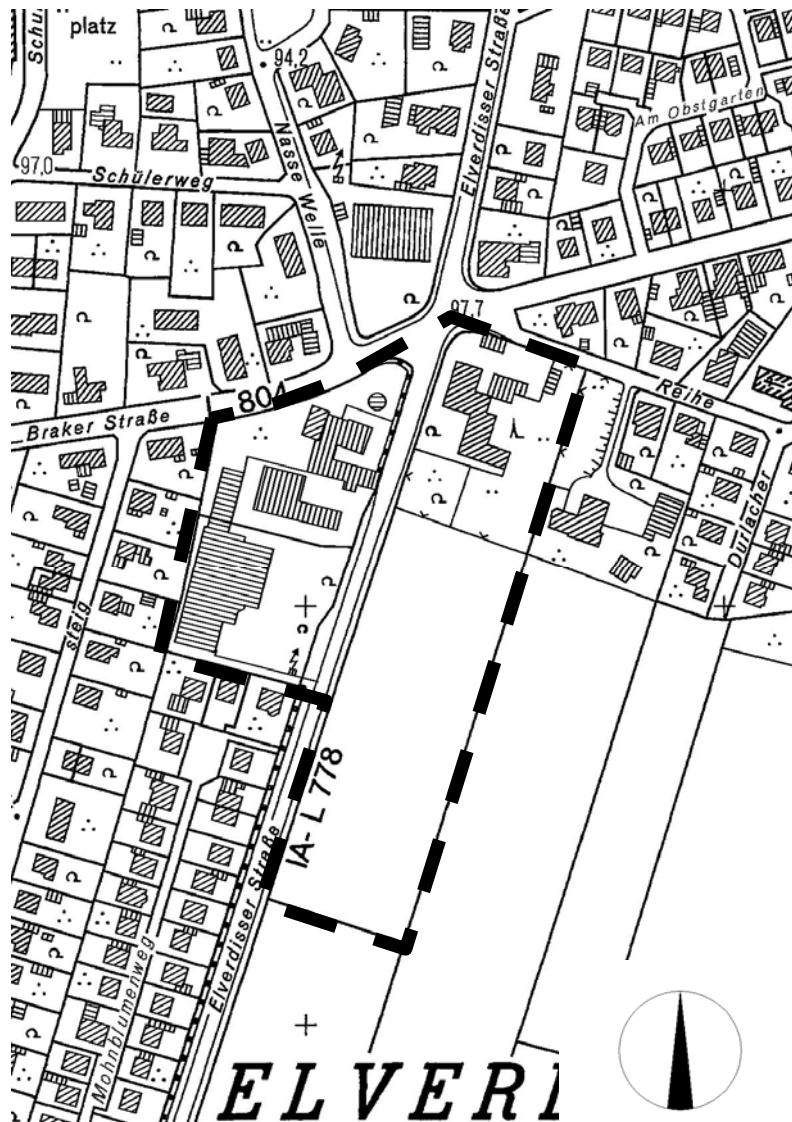 platz
94,2
Elverdisser Straße
Am Obstgarten
Nasse Welle
97,0
Schülerweg
97,7
Reihe
804
Braker Straße
Durlacher
steig
IA- L 778
Elverdisser Straße
Mohnblumenweg